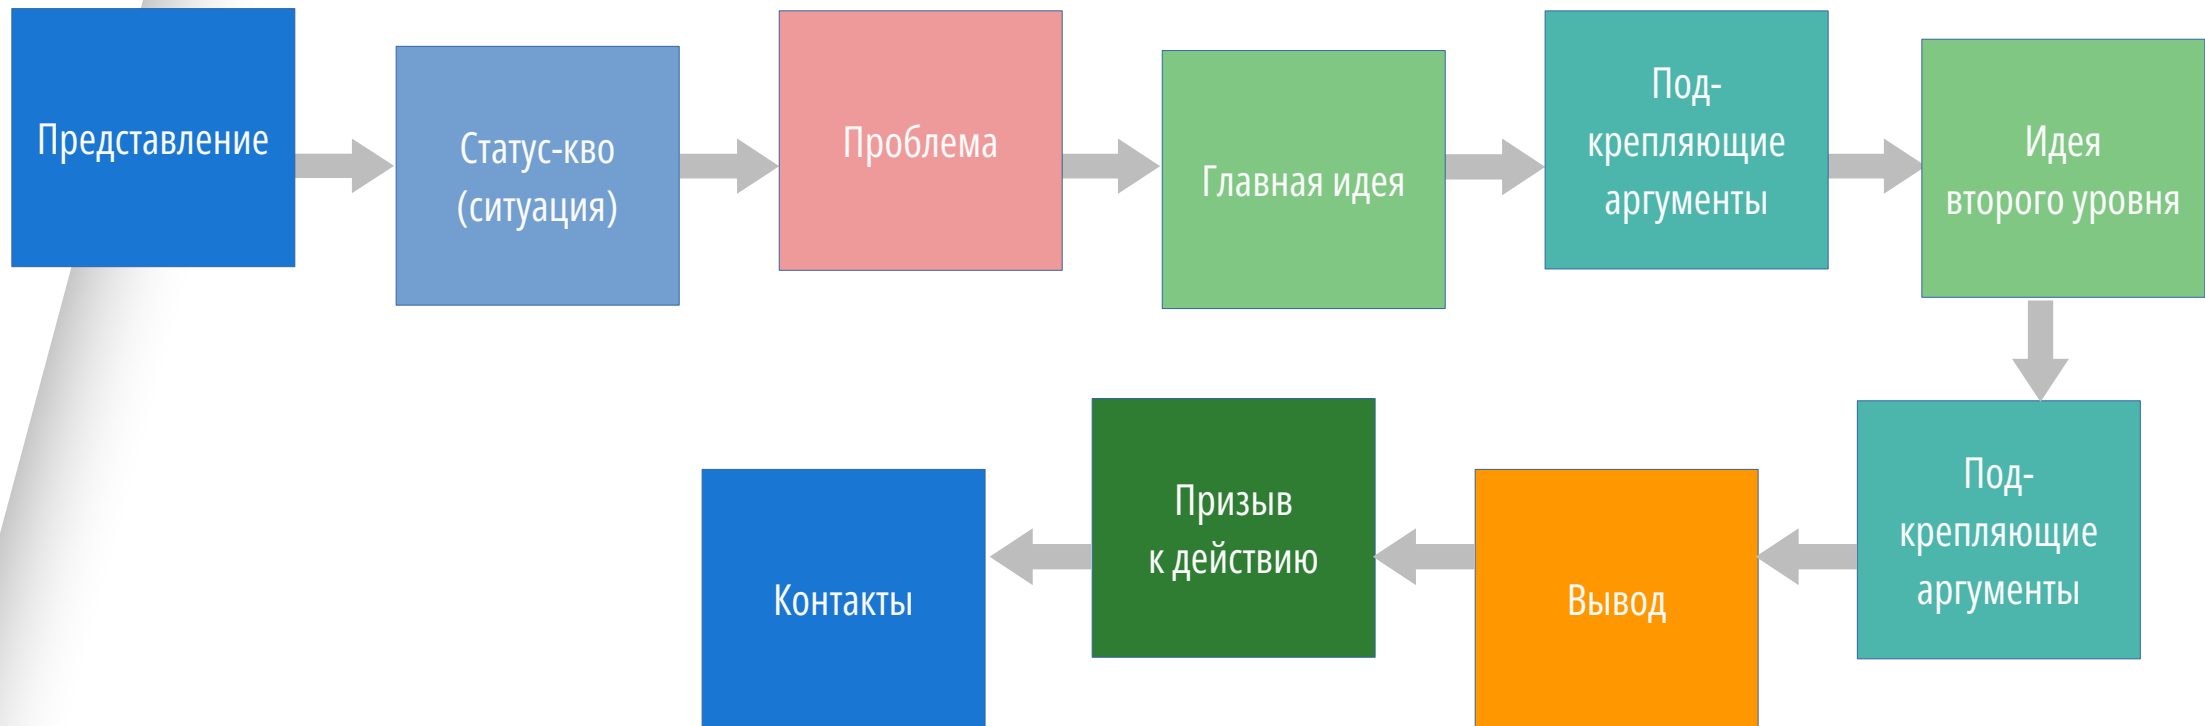 Представление
Статус-кво
(ситуация)
Проблема
Главная идея
Под-
крепляющие
аргументы
Идея
второго уровня
Под-
крепляющие
аргументы
Вывод
Призыв
к действию
Контакты